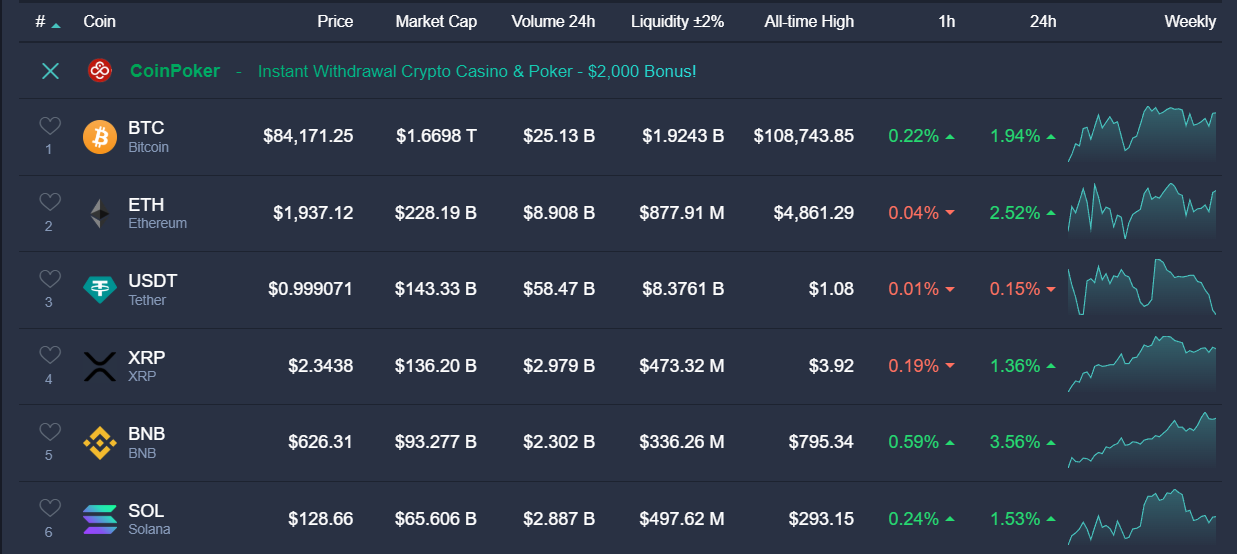 # Coin Price Market Cap Volume 24h Liquidity ±2% All-time High 1h 24h Weekly
CoinPoker - Instant Withdrawal Crypto Casino & Poker - $2,000 Bonus!
1 BTC $84,171.25 $1.6698 T $25.13 B $1.9243 B $108,743.85 0.22% 1.94%
Bitcoin
2 ETH $1,937.12 $228.19 B $8.908 B $877.91 M $4,861.29 0.04% 2.52%
Ethereum
3 USDT $0.999071 $143.33 B $58.47 B $8.3761 B $1.08 0.01% 0.15%
Tether
4 XRP $2.3438 $136.20 B $2.979 B $473.32 M $3.92 0.19% 1.36%
XRP
5 BNB $626.31 $93.277 B $2.302 B $336.26 M $795.34 0.59% 3.56%
BNB
6 SOL $128.66 $65.606 B $2.887 B $497.62 M $293.15 0.24% 1.53%
Solana